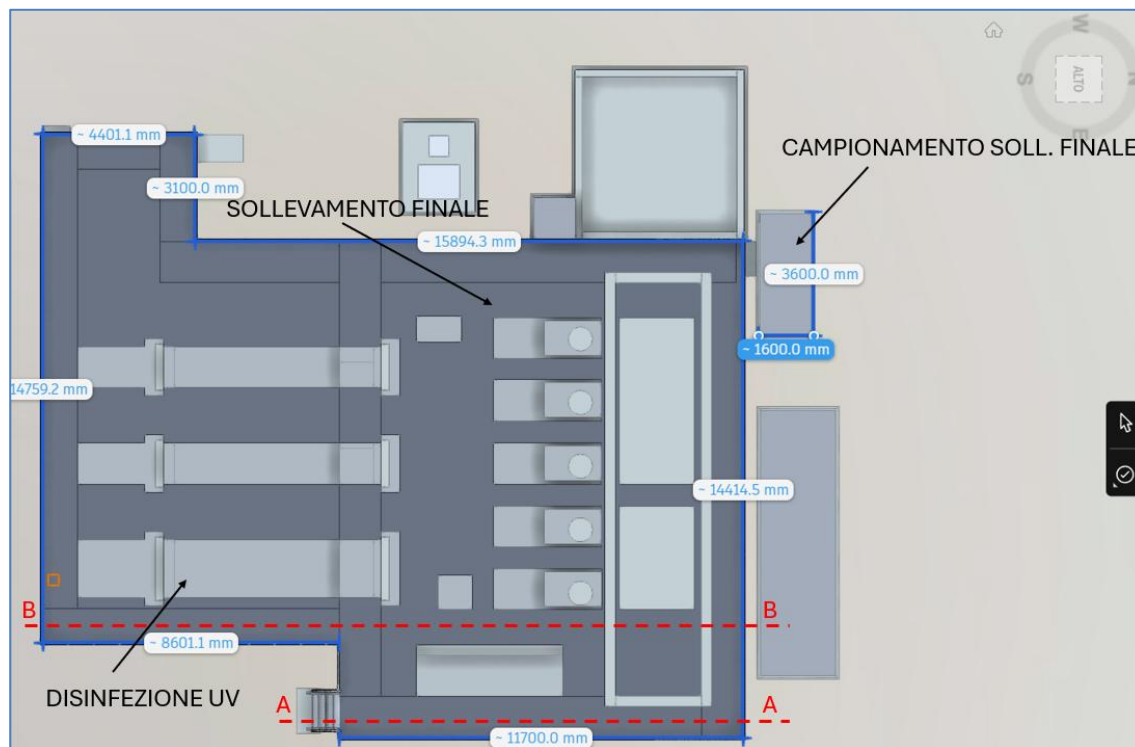 W
S
ALTO
N
E
~ 4401.1 mm
CAMPIONAMENTO SOLL. FINALE
~ 3100.0 mm
SOLLEVAMENTO FINALE
~ 15894.3 mm
~ 3600.0 mm
~ 1600.0 mm
14759.2 mm
~ 14414.5 mm
B
B
~ 8601.1 mm
DISINFEZIONE UV
A
A
~ 11700.0 mm